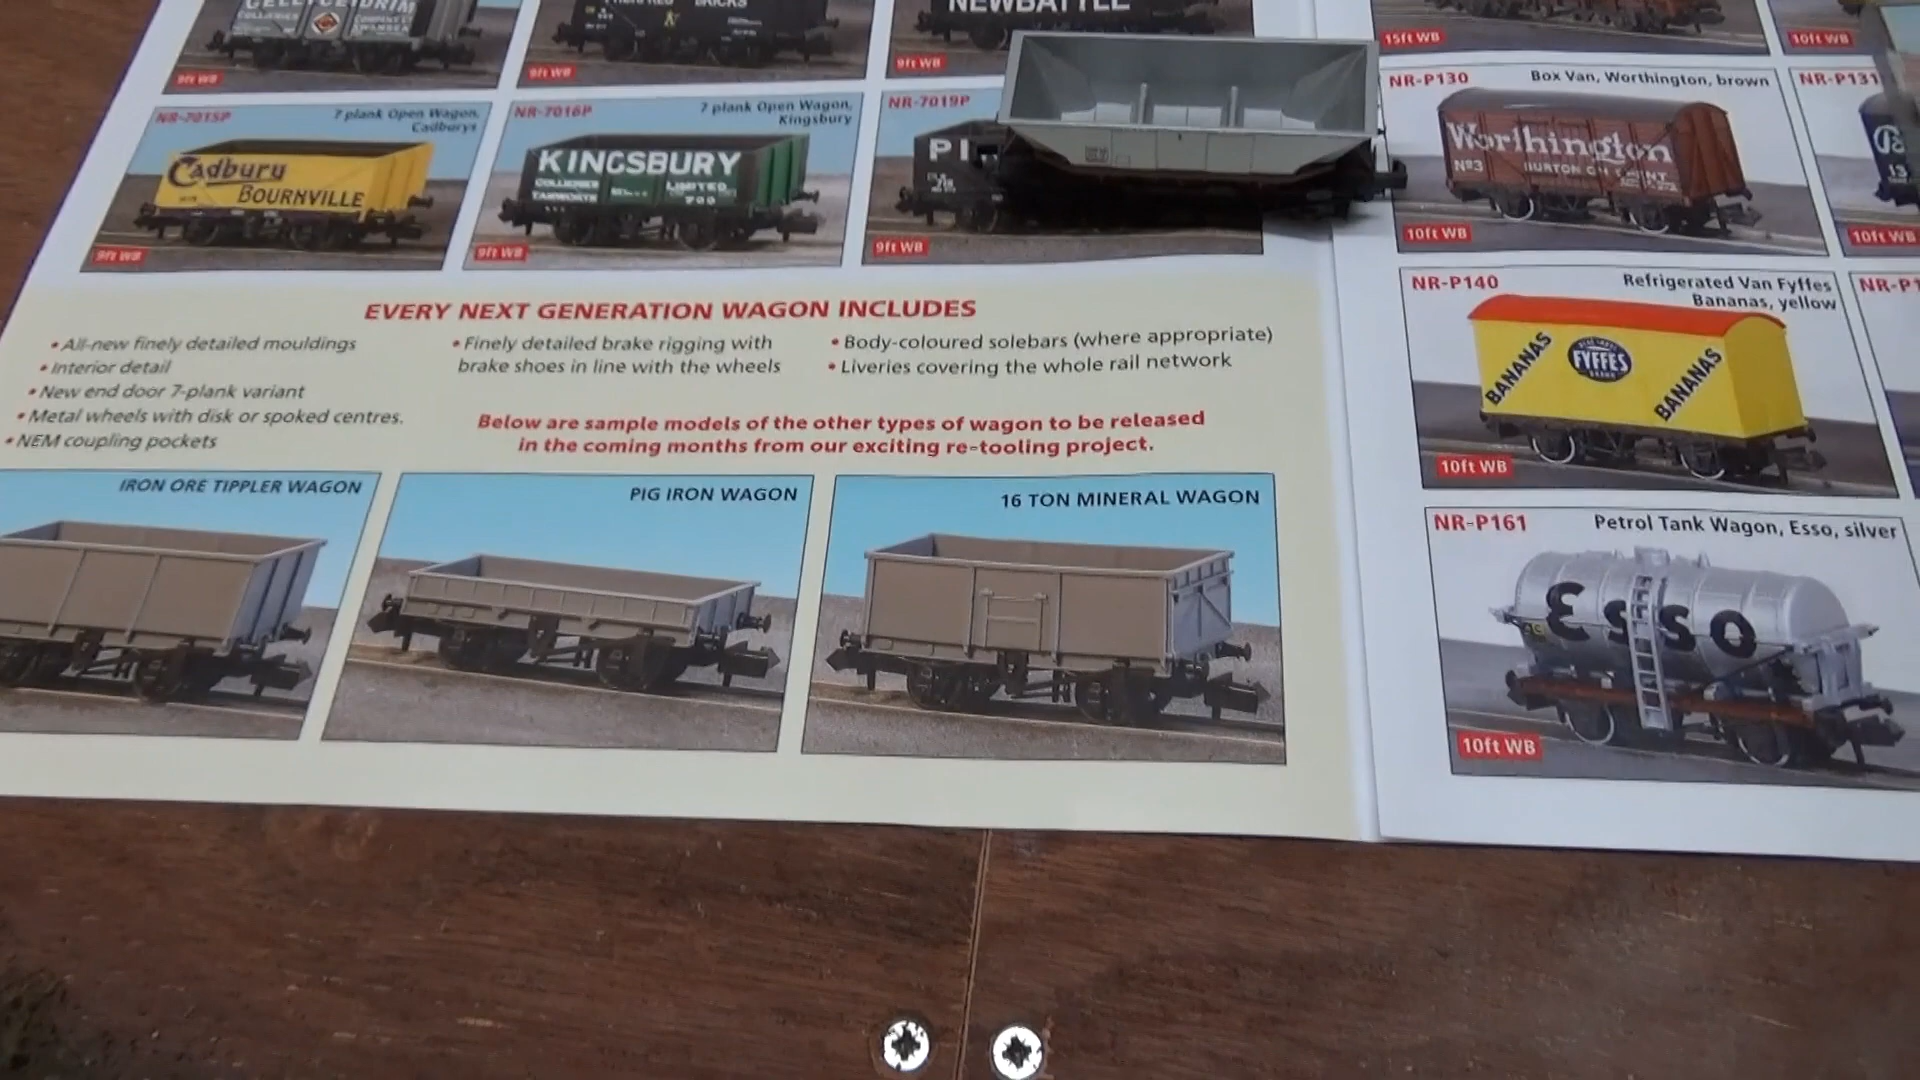 COLLIERIES
NEWBATTLE
9ft WB
9ft WB
9ft WB
15ft WB
10ft WB
NR-7015P
7 plank Open Wagon,
Cadburys
Cadbury
BOURNVILLE
9ft WB
NR-7016P
7 plank Open Wagon,
Kingsbury
KINGSBURY
COLLIERIES LIMITED
TAMWORTH 700
9ft WB
NR-7019P
9ft WB
NR-P130
Box Van, Worthington, brown
Worthington
Nº3
10ft WB
NR-P131
10ft WB
NR-P140
Refrigerated Van Fyffes
Bananas, yellow
BANANAS
FYFFES
BANANAS
10ft WB
NR-P161
Petrol Tank Wagon, Esso, silver
Esso
10ft WB
EVERY NEXT GENERATION WAGON INCLUDES
• All-new finely detailed mouldings
• Interior detail
• New end door 7-plank variant
• Metal wheels with disk or spoked centres.
• NEM coupling pockets
• Finely detailed brake rigging with
brake shoes in line with the wheels
• Body-coloured solebars (where appropriate)
• Liveries covering the whole rail network
Below are sample models of the other types of wagon to be released
in the coming months from our exciting re-tooling project.
IRON ORE TIPPLER WAGON
PIG IRON WAGON
16 TON MINERAL WAGON